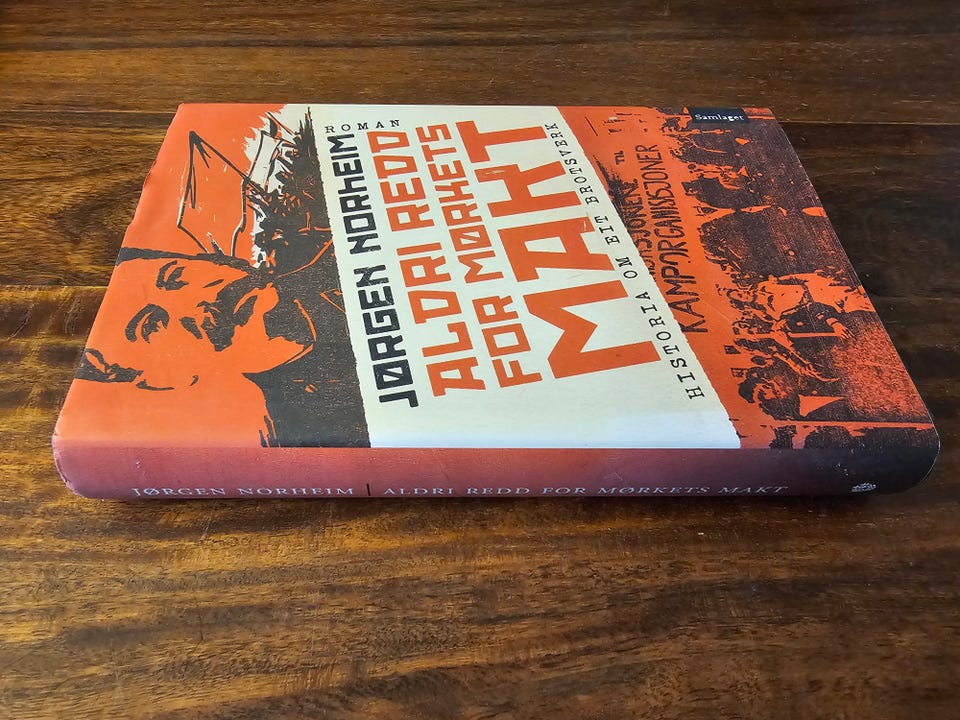 ROMAN
JØRGEN NORHEIM
ALDRI REDD
FOR MØRKETS
MAKT
HISTORIA OM EIT BROTSVERK
TIL
KAMPORGANISASJONER
Samlaget
JØRGEN NORHEIM | ALDRI REDD FOR MØRKETS MAKT